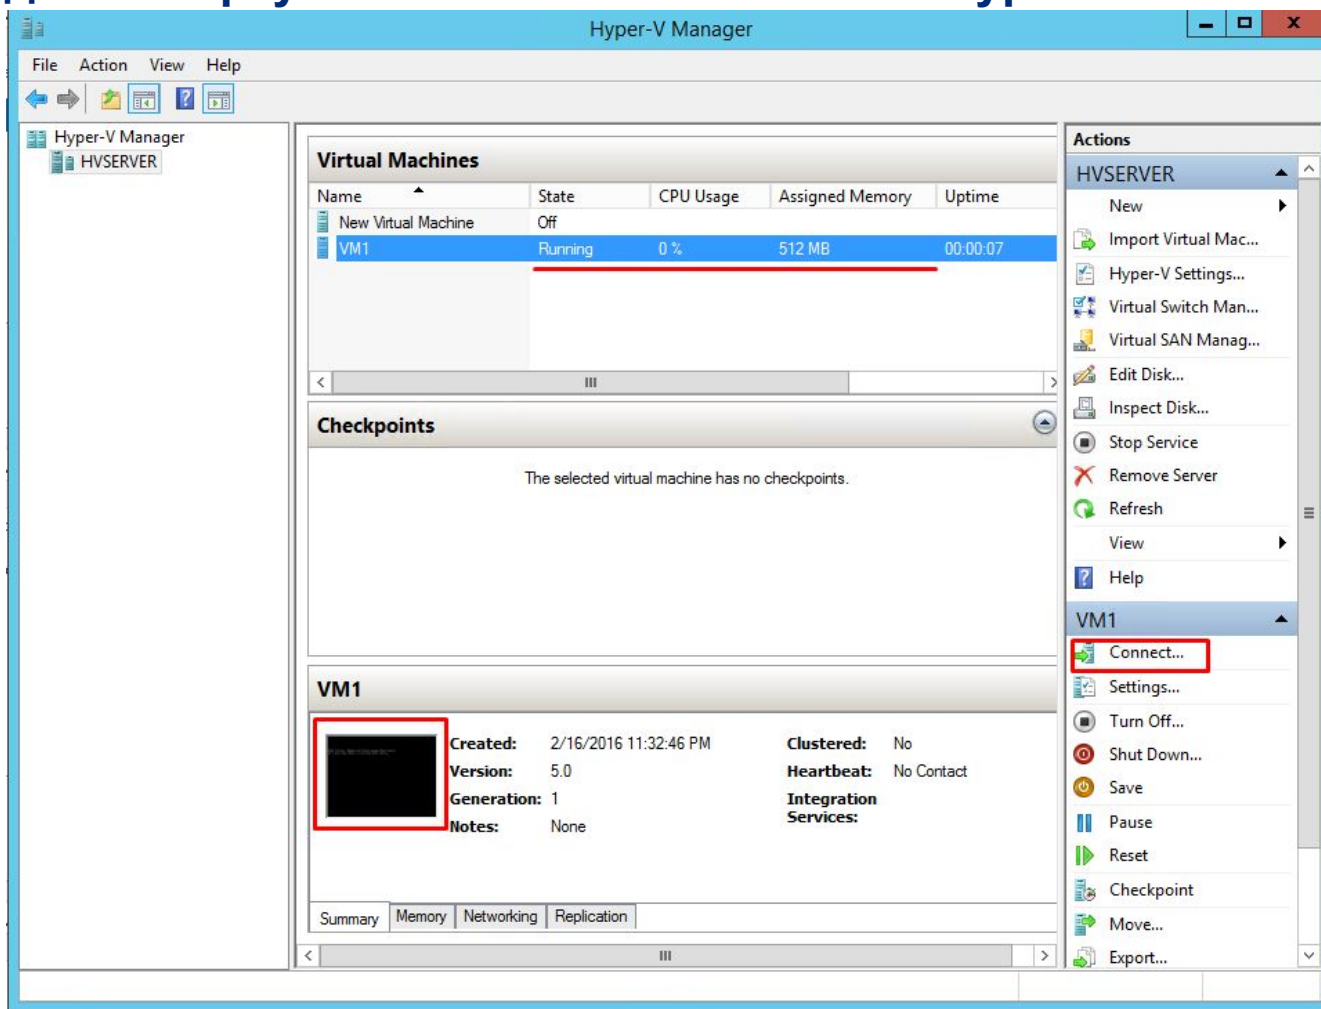 Hyper-V Manager
File Action View Help
Hyper-V Manager
HVSERVER
Virtual Machines
Name State CPU Usage Assigned Memory Uptime
New Virtual Machine Off
VM1 Running 0 % 512 MB 00:00:07
Checkpoints
The selected virtual machine has no checkpoints.
VM1
Created: 2/16/2016 11:32:46 PM Clustered: No
Version: 5.0 Heartbeat: No Contact
Generation: 1 Integration
Services:
Notes: None
Summary Memory Networking Replication
Actions
HVSERVER
New
Import Virtual Mac...
Hyper-V Settings...
Virtual Switch Man...
Virtual SAN Manag...
Edit Disk...
Inspect Disk...
Stop Service
Remove Server
Refresh
View
Help
VM1
Connect...
Settings...
Turn Off...
Shut Down...
Save
Pause
Reset
Checkpoint
Move...
Export...